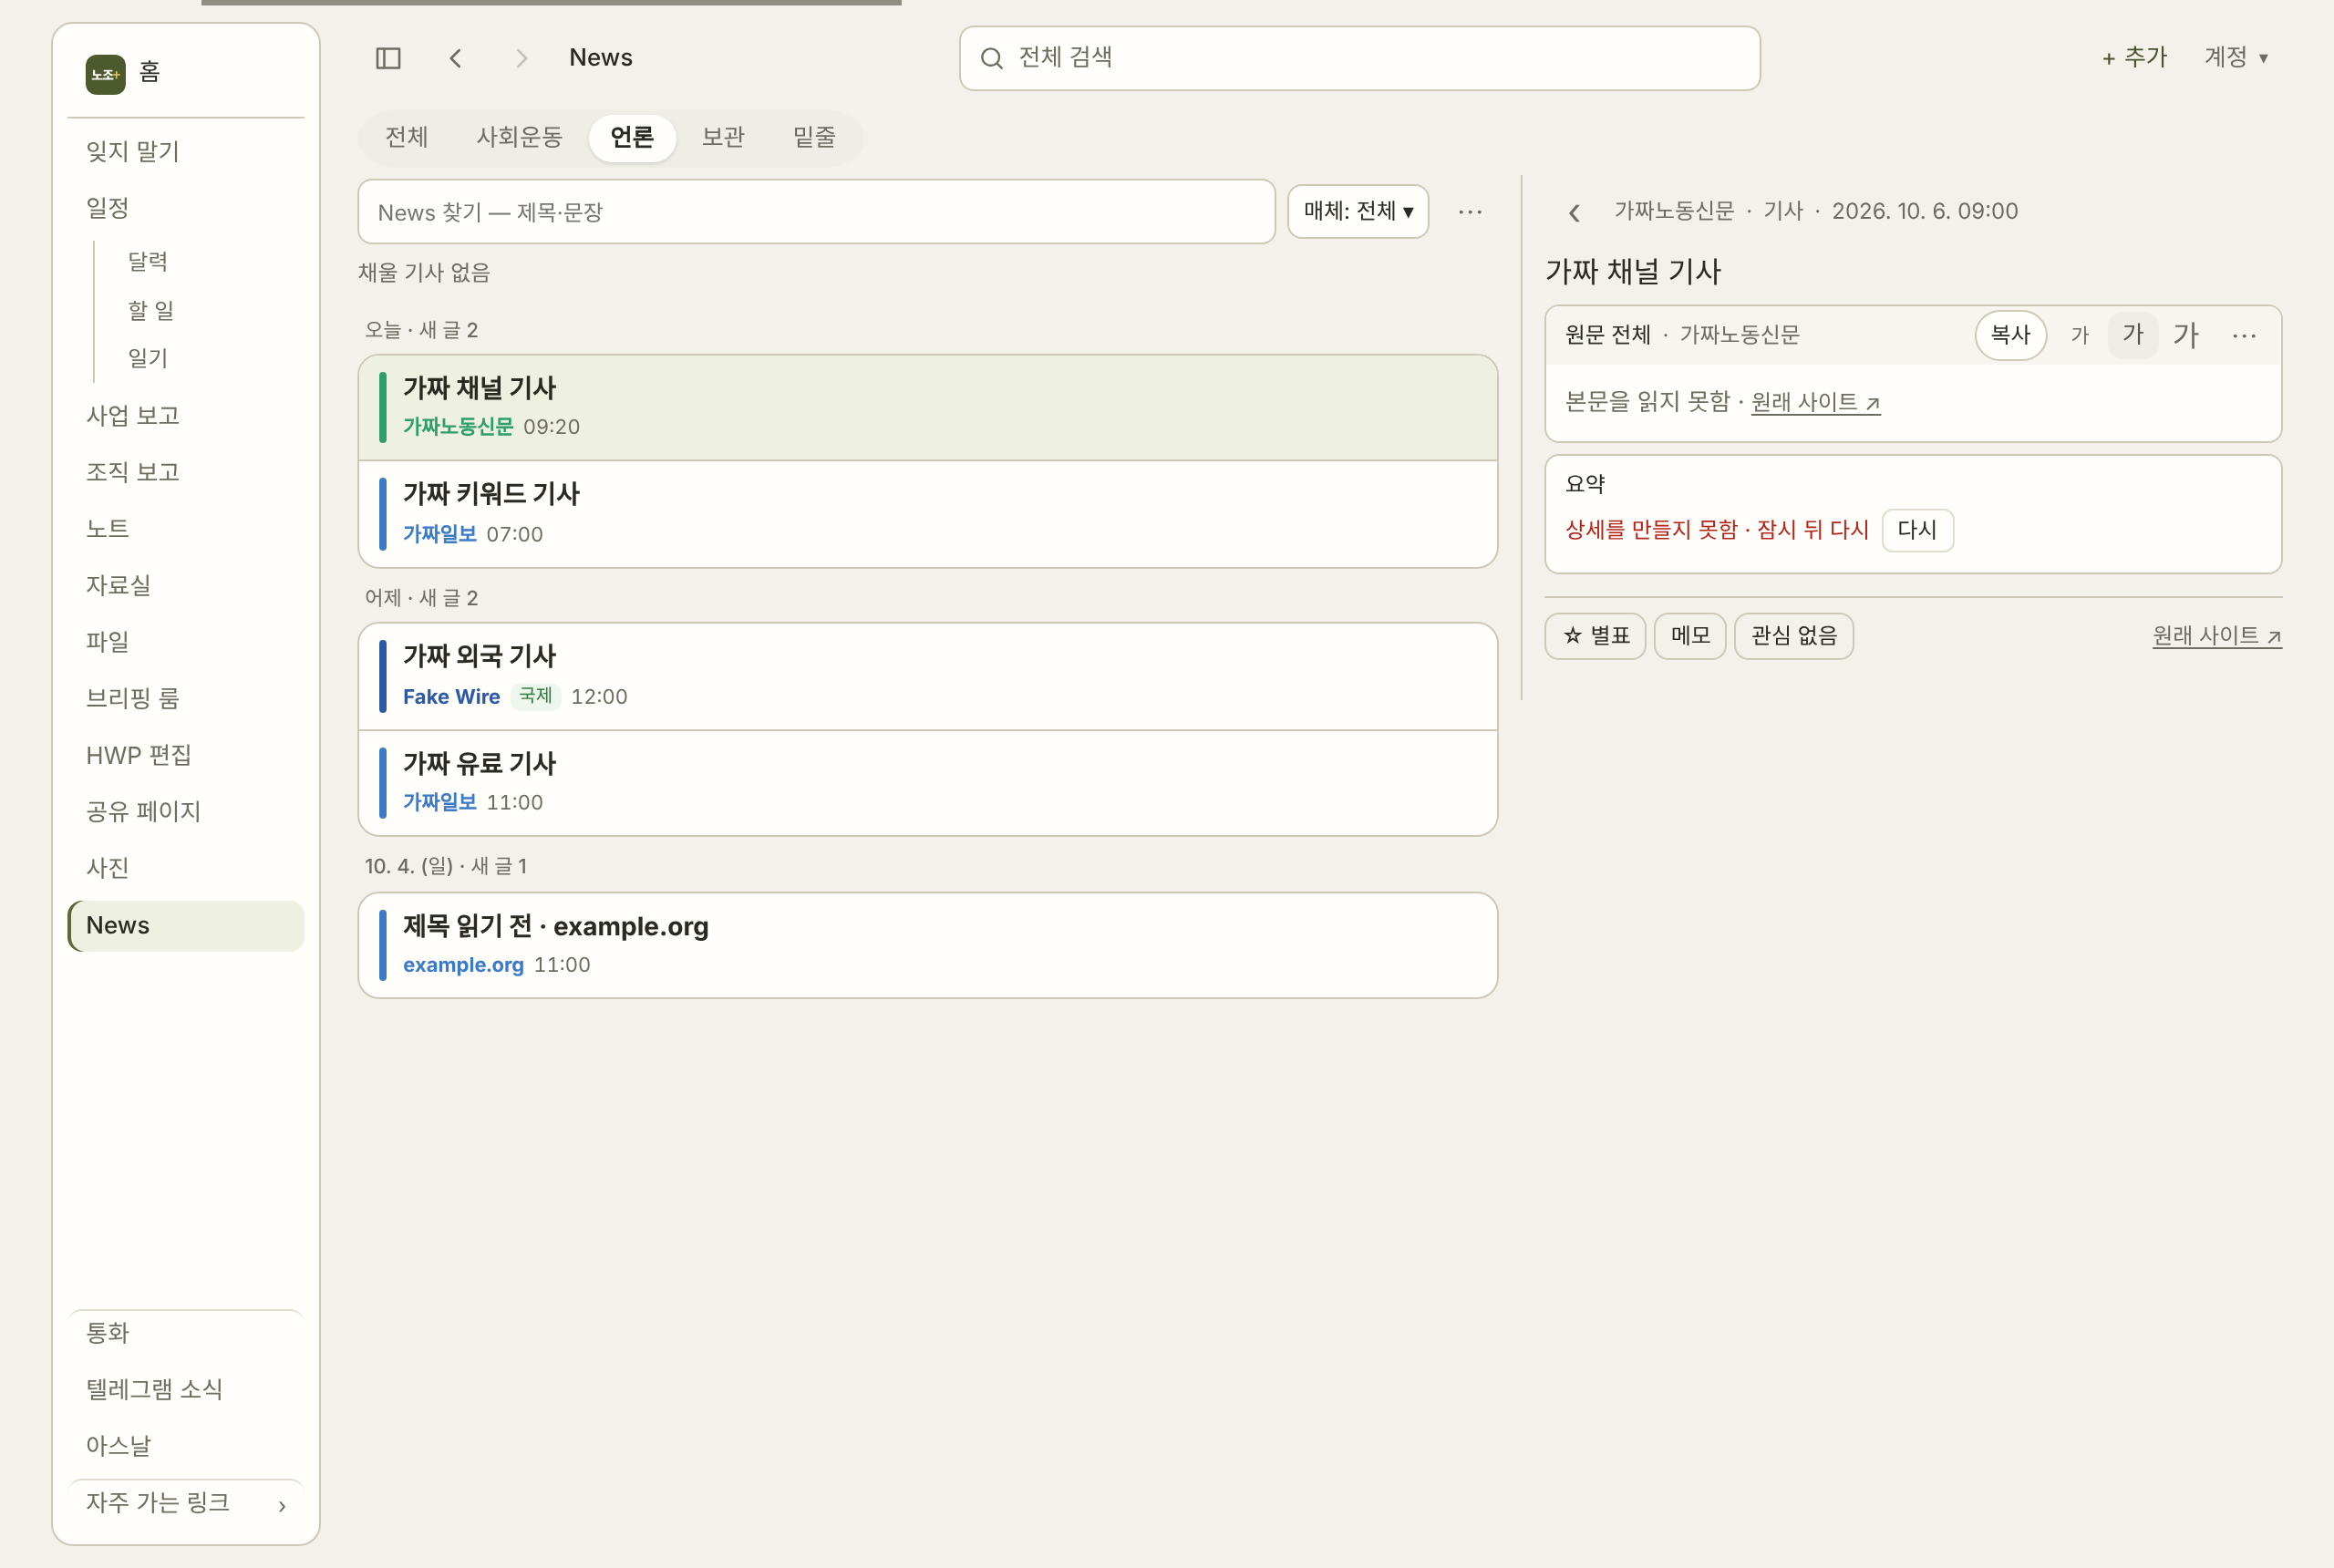 노조+ 홈
잊지 말기
일정
달력
할 일
일기
사업 보고
조직 보고
노트
자료실
파일
브리핑 룸
HWP 편집
공유 페이지
사진
News
통화
텔레그램 소식
아스날
자주 가는 링크 ›
News
전체 검색
+ 추가
계정 ▾
전체 사회운동 언론 보관 밑줄
News 찾기 — 제목·문장
매체: 전체 ▾
···
채울 기사 없음
오늘 · 새 글 2
가짜 채널 기사
가짜노동신문 09:20
가짜 키워드 기사
가짜일보 07:00
어제 · 새 글 2
가짜 외국 기사
Fake Wire 국제 12:00
가짜 유료 기사
가짜일보 11:00
10. 4. (일) · 새 글 1
제목 읽기 전 · example.org
example.org 11:00
‹ 가짜노동신문 · 기사 · 2026. 10. 6. 09:00
가짜 채널 기사
원문 전체 · 가짜노동신문 복사 가 가 가 ···
본문을 읽지 못함 · 원래 사이트 ↗
요약
상세를 만들지 못함 · 잠시 뒤 다시 다시
☆ 별표 메모 관심 없음 원래 사이트 ↗